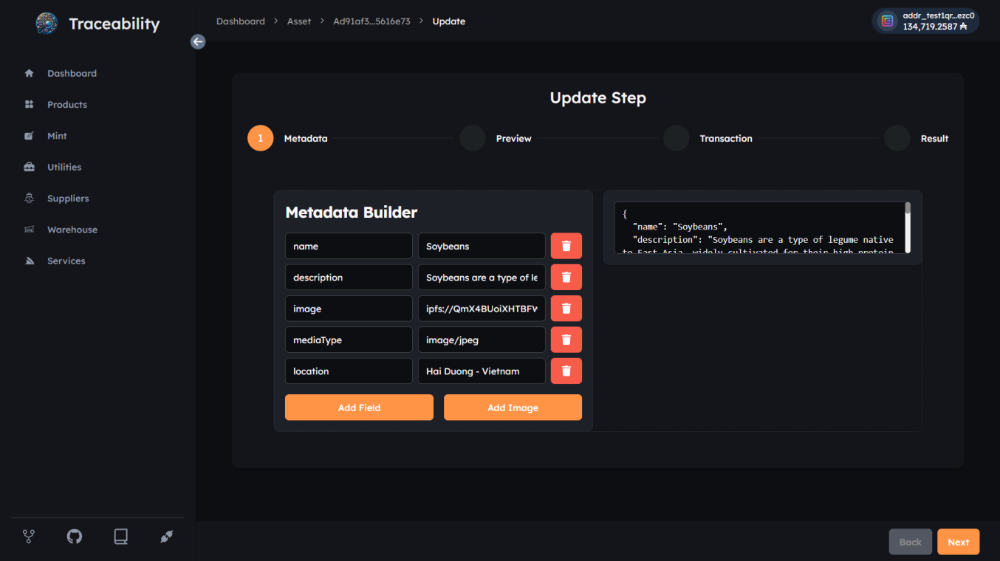 Traceability
Dashboard
Products
Mint
Utilities
Suppliers
Warehouse
Services
Dashboard > Asset > Ad91af3...5616e73 > Update
addr_test1qr...ezc0
134,719.2587 ₳
Update Step
1 Metadata
Preview
Transaction
Result
Metadata Builder
name Soybeans
description Soybeans are a type of le
image ipfs://QmX4BUoiXHTBFW
mediaType image/jpeg
location Hai Duong - Vietnam
Add Field Add Image
{
"name": "Soybeans",
"description": "Soybeans are a type of legume native
to East Asia, widely cultivated for their high protein
Back Next